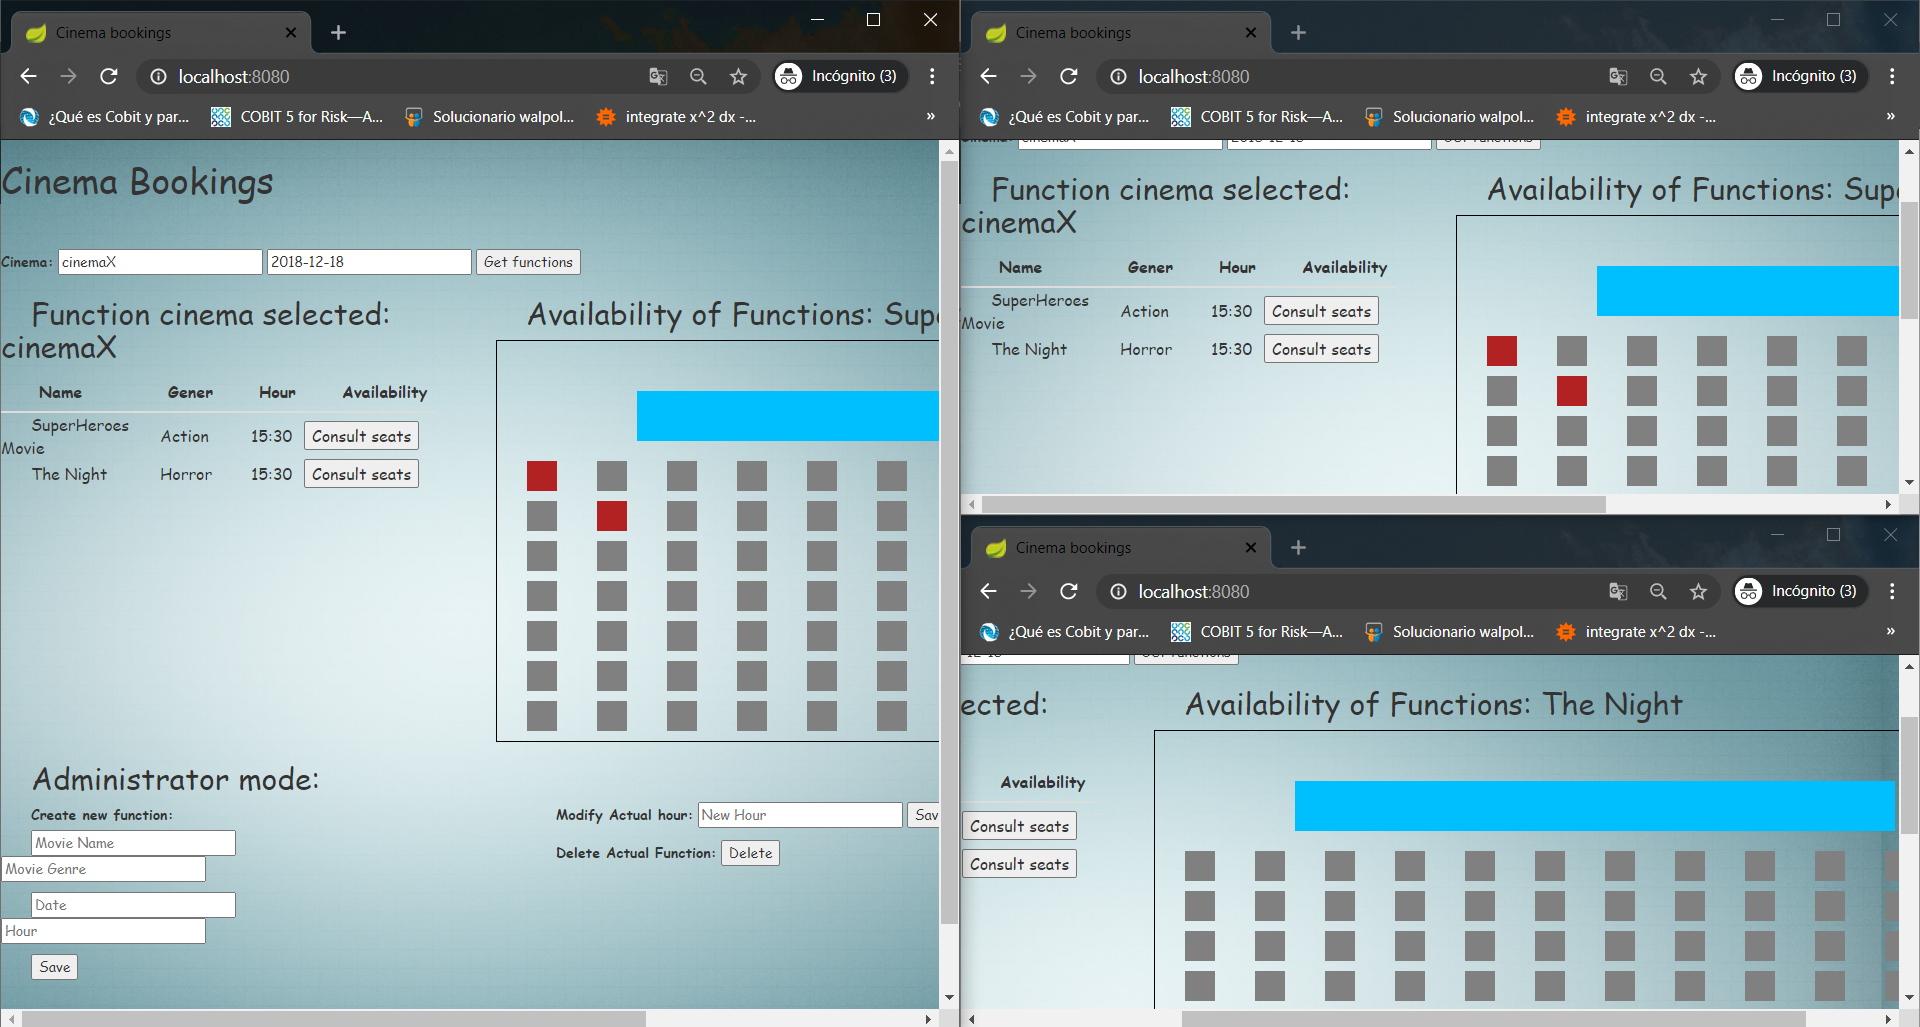 Cinema bookings
localhost:8080
Incógnito (3)
¿Qué es Cobit y par...
COBIT 5 for Risk—A...
Solucionario walpol...
integrate x^2 dx -...
»
Cinema Bookings
Cinema: cinemaX 2018-12-18 Get functions
Function cinema selected:
cinemaX
Name Gener Hour Availability
SuperHeroes
Movie Action 15:30 Consult seats
The Night Horror 15:30 Consult seats
Availability of Functions: Supe
Administrator mode:
Create new function:
Movie Name
Movie Genre
Date
Hour
Save
Modify Actual hour: New Hour Sav
Delete Actual Function: Delete
Cinema bookings
localhost:8080
Incógnito (3)
¿Qué es Cobit y par...
COBIT 5 for Risk—A...
Solucionario walpol...
integrate x^2 dx -...
»
Function cinema selected:
cinemaX
Name Gener Hour Availability
SuperHeroes
Movie Action 15:30 Consult seats
The Night Horror 15:30 Consult seats
Availability of Functions: Supe
Cinema bookings
localhost:8080
Incógnito (3)
¿Qué es Cobit y par...
COBIT 5 for Risk—A...
Solucionario walpol...
integrate x^2 dx -...
»
ected:
Availability
Consult seats
Consult seats
Availability of Functions: The Night